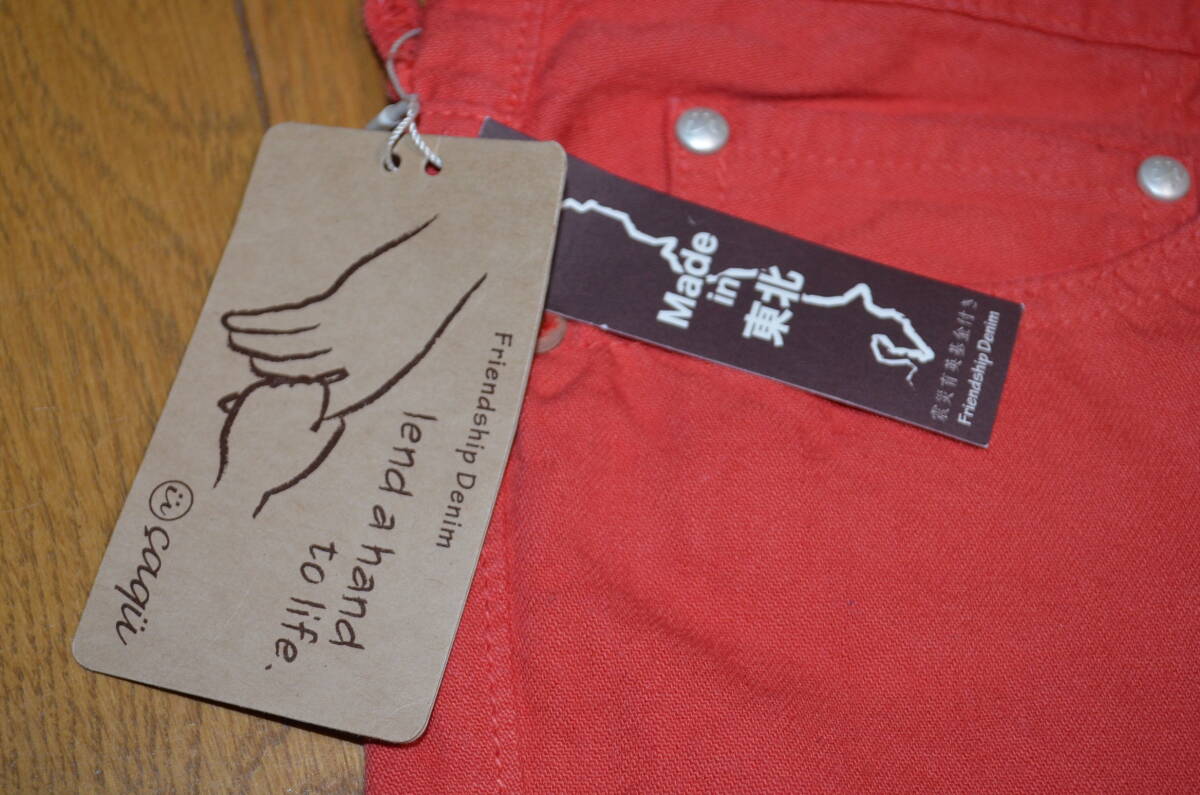 Friendship Denim
lend a hand
to life.
sagii
Made
in
東北
震災育英基金付き
Friendship Denim